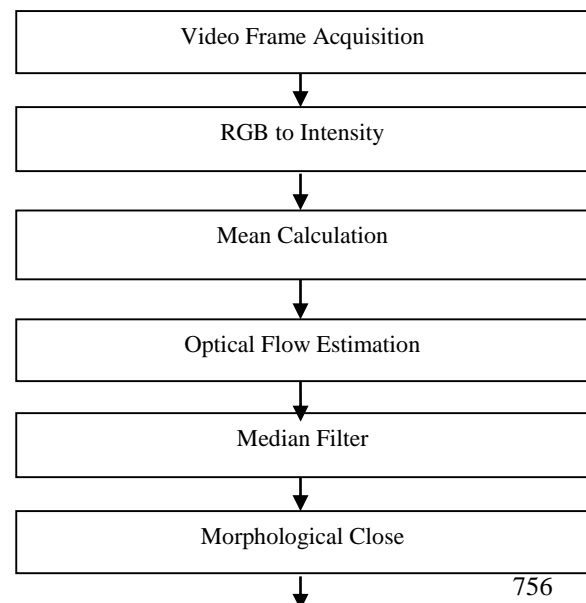 Video Frame Acquisition
RGB to Intensity
Mean Calculation
Optical Flow Estimation
Median Filter
Morphological Close
756